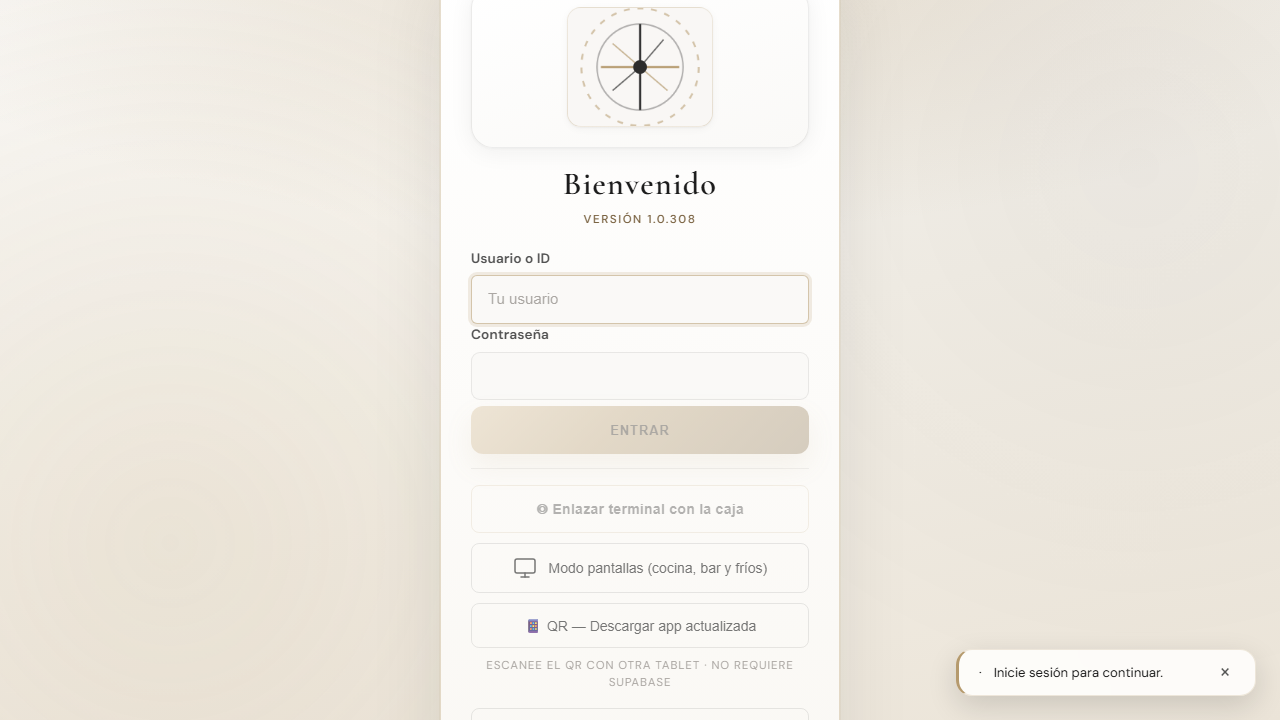 Bienvenido
VERSIÓN 1.0.308
Usuario o ID
Tu usuario
Contraseña
ENTRAR
Enlazar terminal con la caja
Modo pantallas (cocina, bar y fríos)
QR — Descargar app actualizada
ESCANEE EL QR CON OTRA TABLET · NO REQUIERE
SUPABASE
· Inicie sesión para continuar. ×